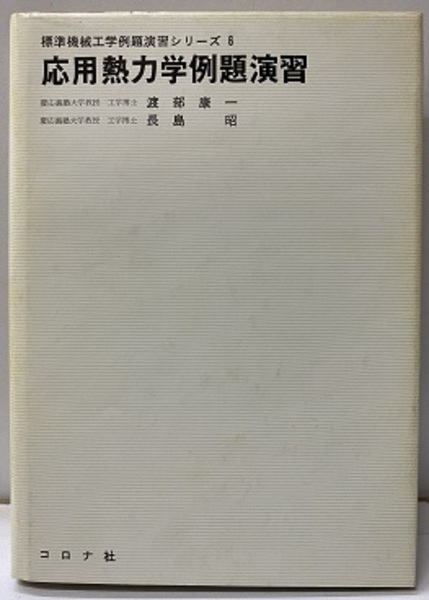 標準機械工学例題演習シリーズ 6
応用熱力学例題演習
慶応義塾大学教授 工学博士 渡部康一
慶応義塾大学教授 工学博士 長島昭
コロナ社